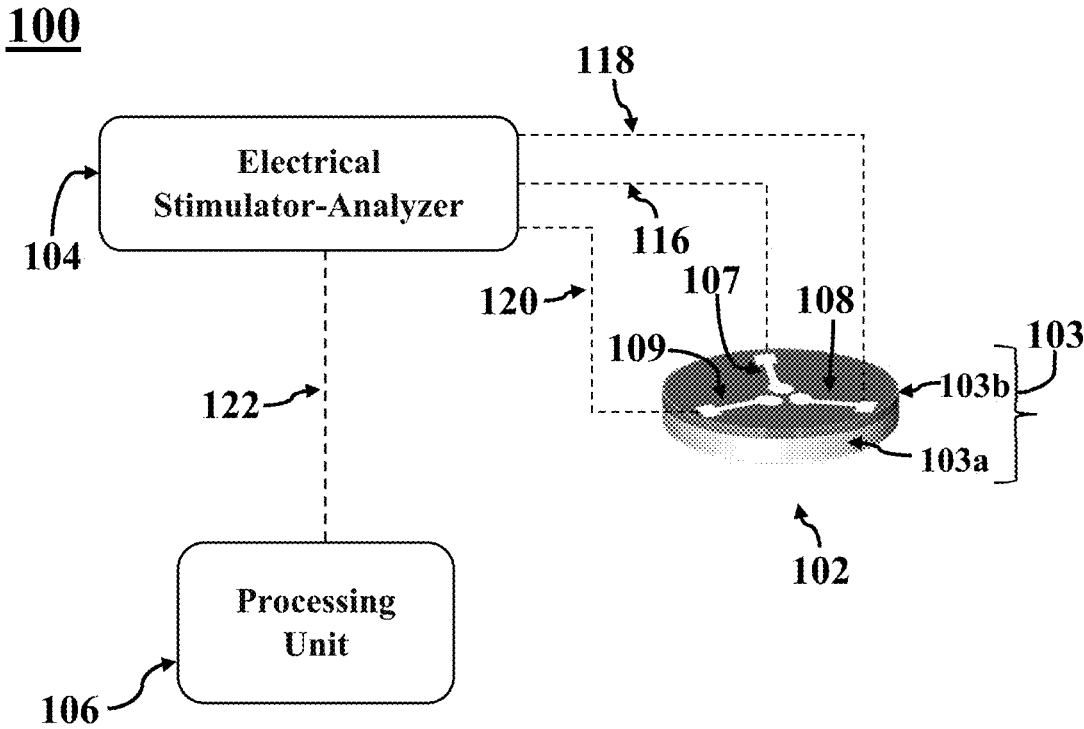 100
118
Electrical
Stimulator-Analyzer
104
116
120
107
108
109
103
103b
122
103a
102
Processing
Unit
106